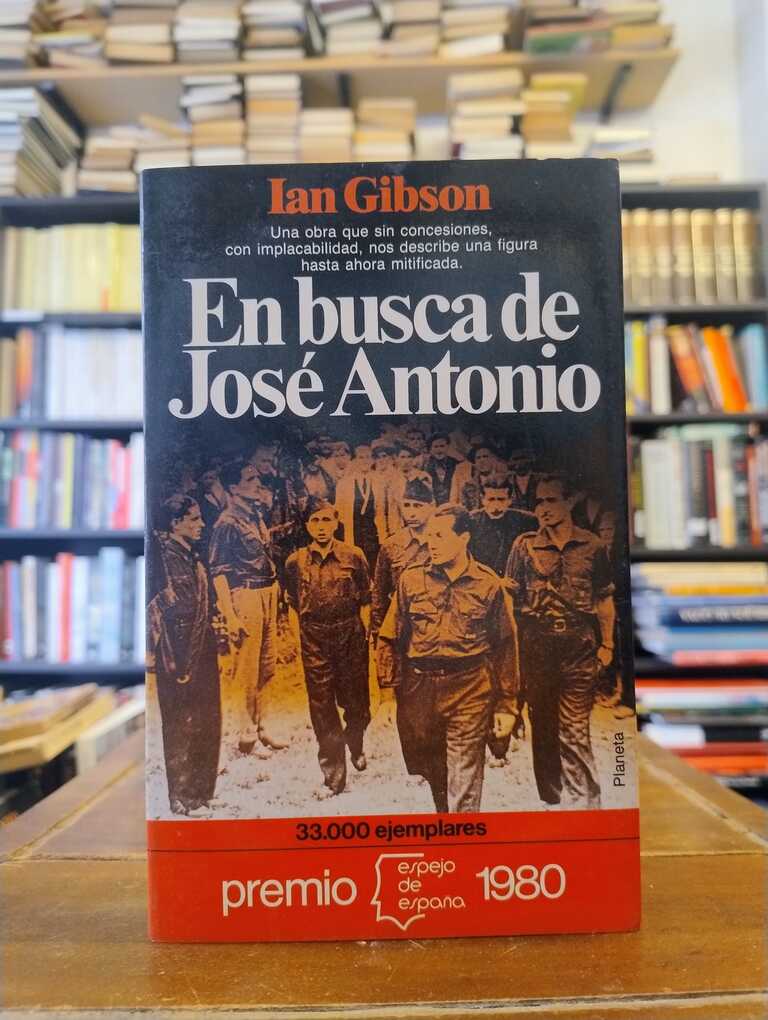 Ian Gibson
Una obra que sin concesiones,
con implacabilidad, nos describe una figura
hasta ahora mitificada.
En busca de
José Antonio
Planeta
33.000 ejemplares
premio espejo de españa 1980